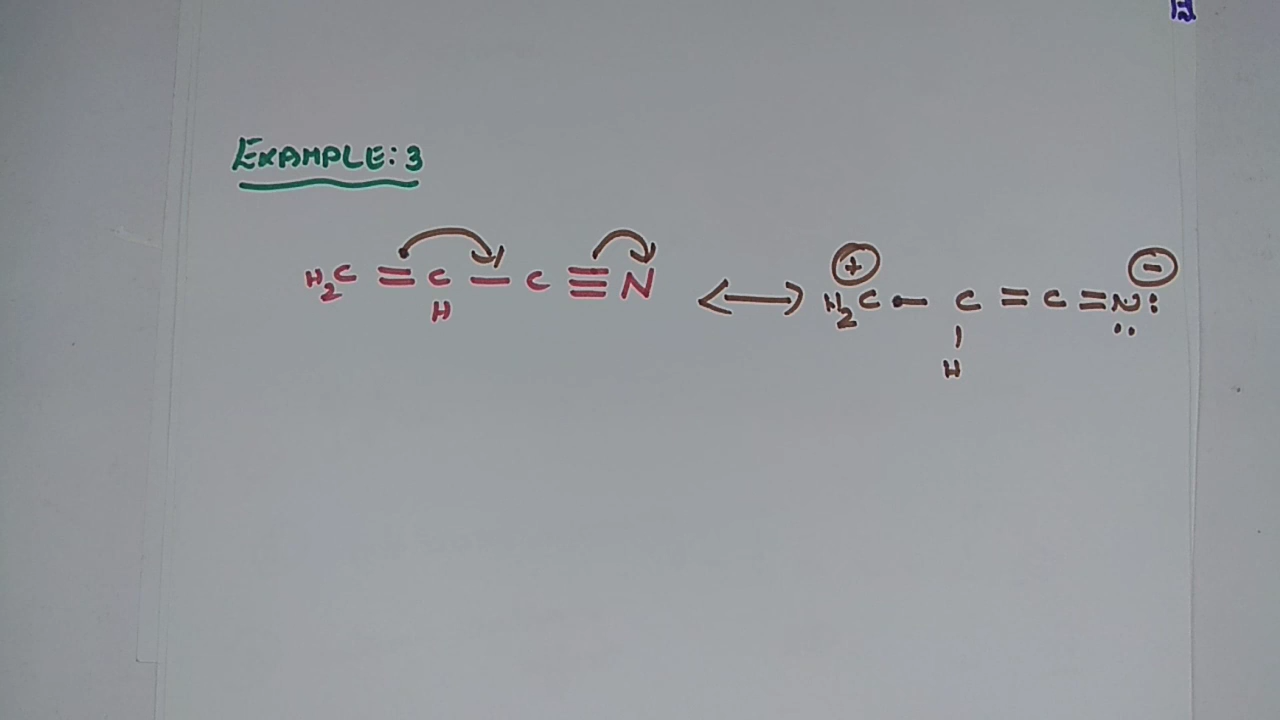 EXAMPLE: 3
H₂C = C - C ≡ N ⟷ H₂C - C = C = N:
H
H
⊕ ⊖